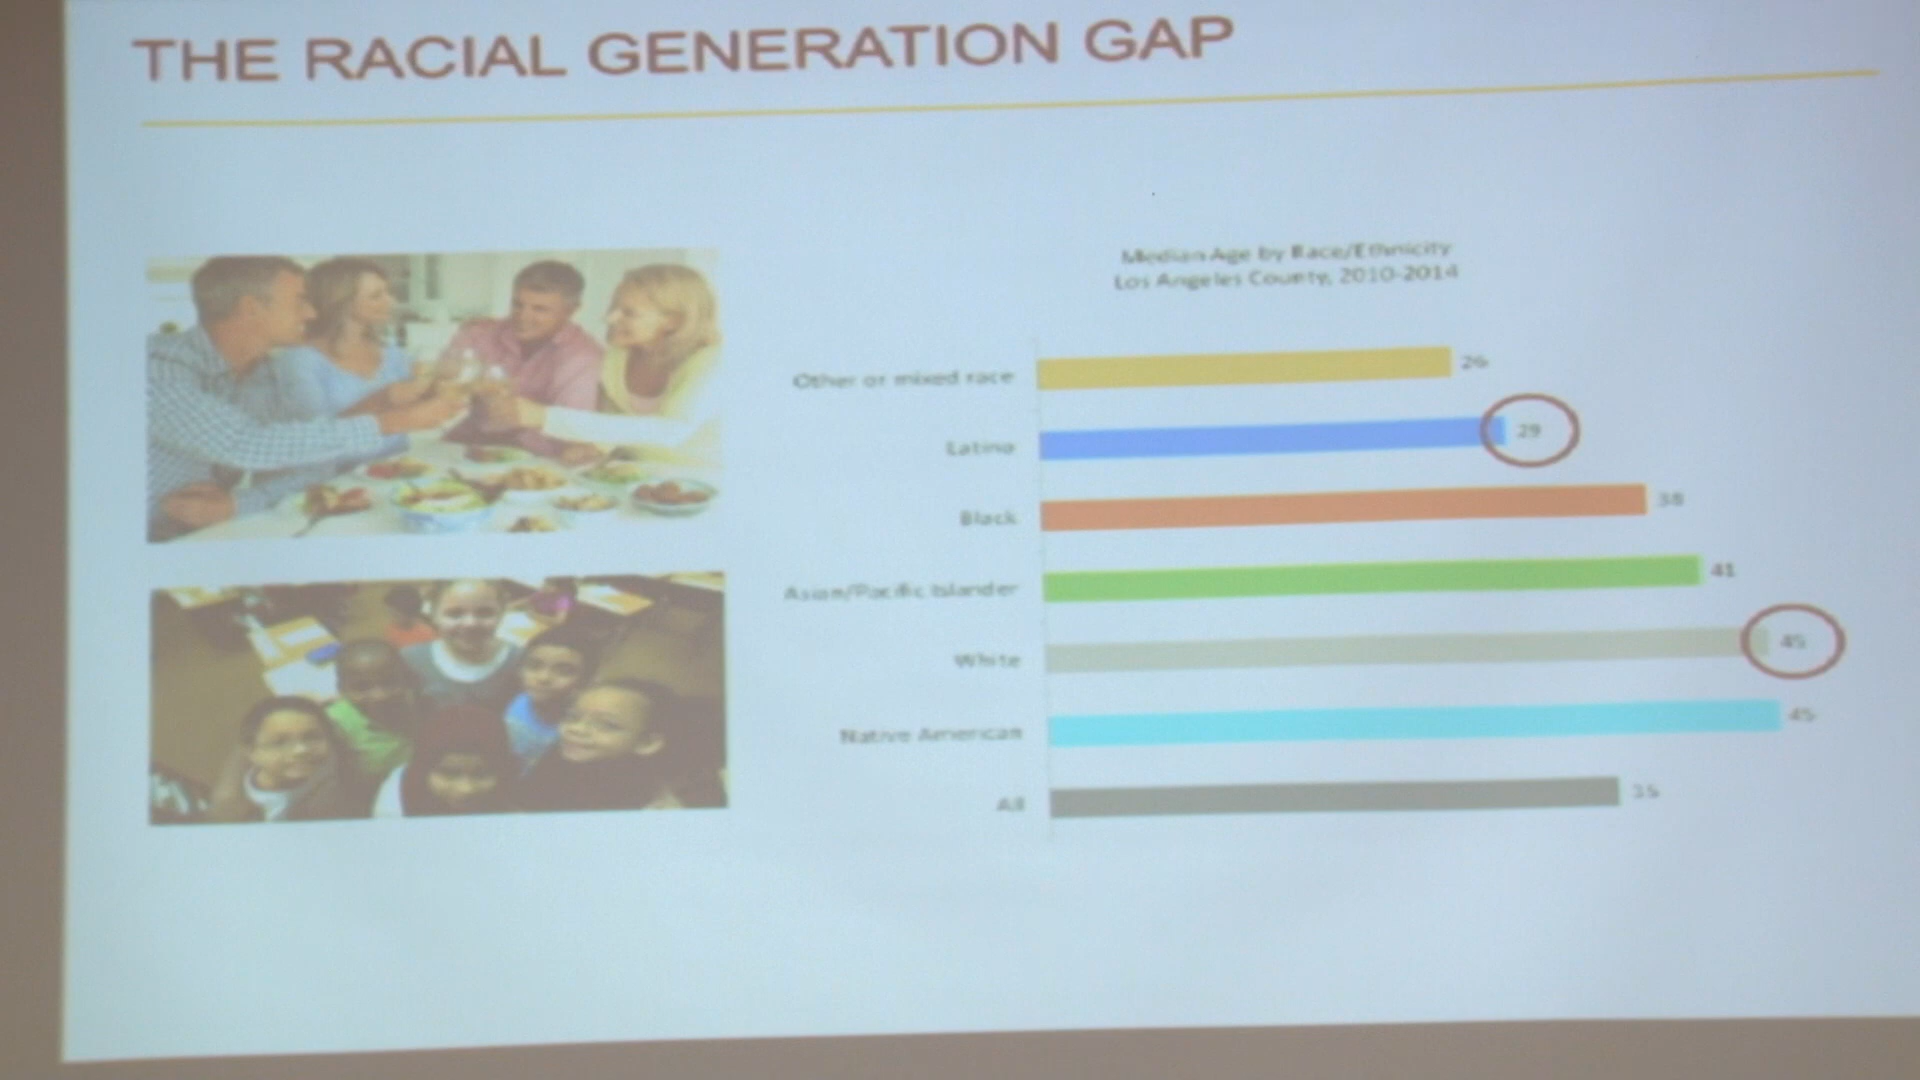 THE RACIAL GENERATION GAP
Median Age by Race/Ethnicity
Los Angeles County, 2010-2014
Other or mixed race 26
Latino 29
Black 38
Asian/Pacific Islander 41
White 45
Native American 45
All 35